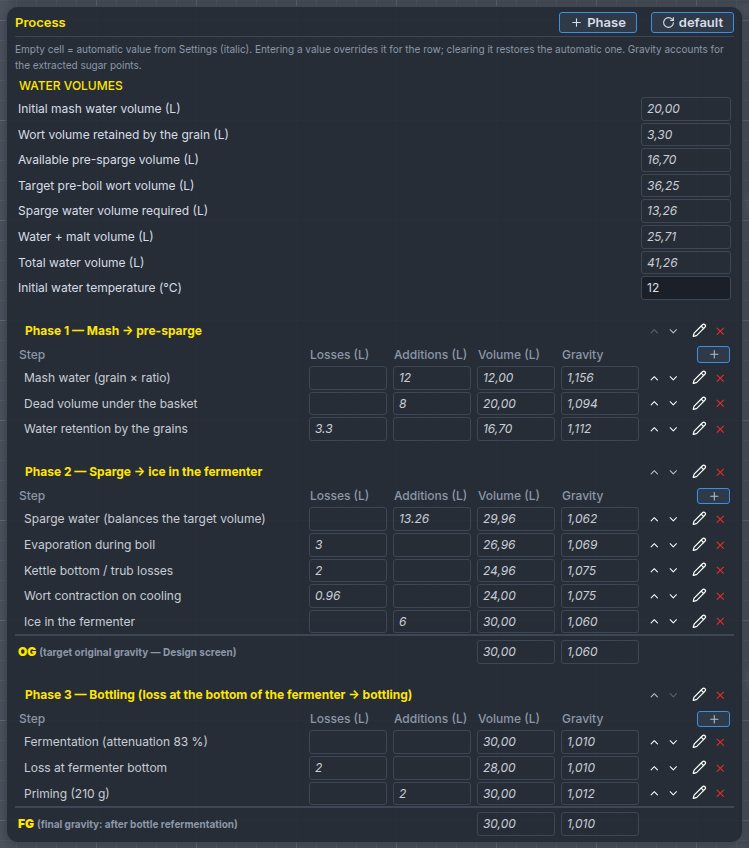 Process + Phase default
Empty cell = automatic value from Settings (italic). Entering a value overrides it for the row; clearing it restores the automatic one. Gravity accounts for
the extracted sugar points.
WATER VOLUMES
Initial mash water volume (L) 20,00
Wort volume retained by the grain (L) 3,30
Available pre-sparge volume (L) 16,70
Target pre-boil wort volume (L) 36,25
Sparge water volume required (L) 13,26
Water + malt volume (L) 25,71
Total water volume (L) 41,26
Initial water temperature (°C) 12
Phase 1 — Mash → pre-sparge
Step Losses (L) Additions (L) Volume (L) Gravity +
Mash water (grain × ratio) 12 12,00 1,156
Dead volume under the basket 8 20,00 1,094
Water retention by the grains 3.3 16,70 1,112
Phase 2 — Sparge → ice in the fermenter
Step Losses (L) Additions (L) Volume (L) Gravity +
Sparge water (balances the target volume) 13.26 29,96 1,062
Evaporation during boil 3 26,96 1,069
Kettle bottom / trub losses 2 24,96 1,075
Wort contraction on cooling 0.96 24,00 1,075
Ice in the fermenter 6 30,00 1,060
OG (target original gravity — Design screen) 30,00 1,060
Phase 3 — Bottling (loss at the bottom of the fermenter → bottling)
Step Losses (L) Additions (L) Volume (L) Gravity +
Fermentation (attenuation 83 %) 30,00 1,010
Loss at fermenter bottom 2 28,00 1,010
Priming (210 g) 2 30,00 1,012
FG (final gravity: after bottle refermentation) 30,00 1,010